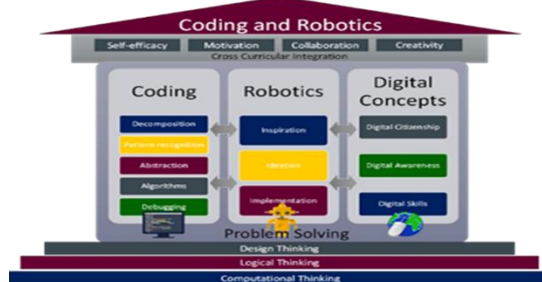 Coding and Robotics
Self-efficacy Motivation Collaboration Creativity
Cross Curricular Integration
Coding
Decomposition
Pattern recognition
Abstraction
Algorithms
Debugging
Robotics
Inspiration
Ideation
Implementation
Digital
Concepts
Digital Citizenship
Digital Awareness
Digital Skills
Problem Solving
Design Thinking
Logical Thinking
Computational Thinking